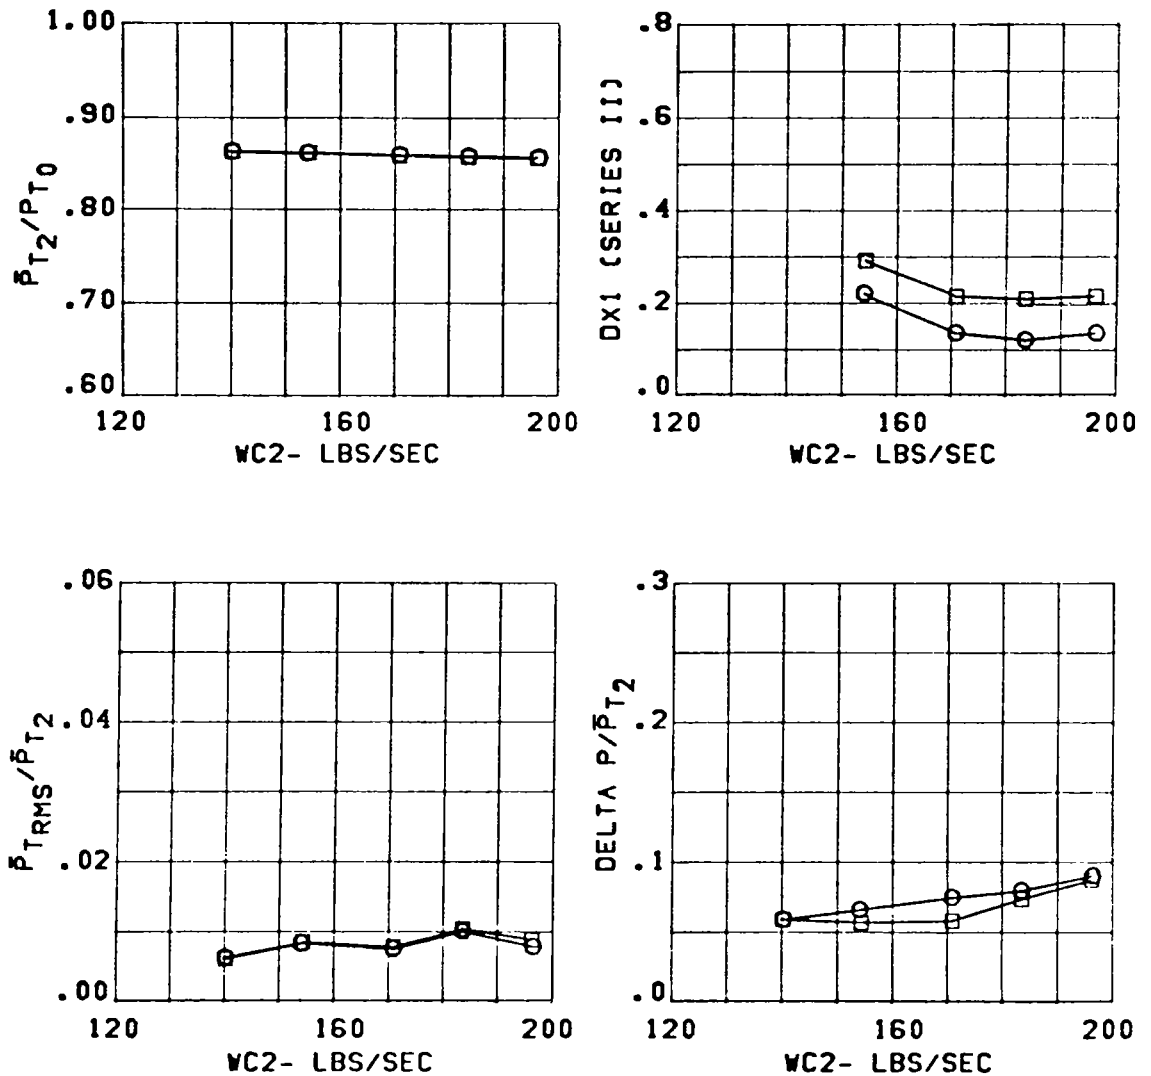 1.00
.90
.80
.70
.60
P̄T2/PT0
120 160 200
WC2- LBS/SEC
.8
.6
.4
.2
.0
DX1 (SERIES II)
120 160 200
WC2- LBS/SEC
.06
.04
.02
.00
P̄TRMS/P̄T2
120 160 200
WC2- LBS/SEC
.3
.2
.1
.0
DELTA P/P̄T2
120 160 200
WC2- LBS/SEC